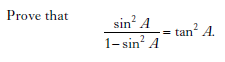 Prove that
sin² A / 1 – sin² A = tan² A.